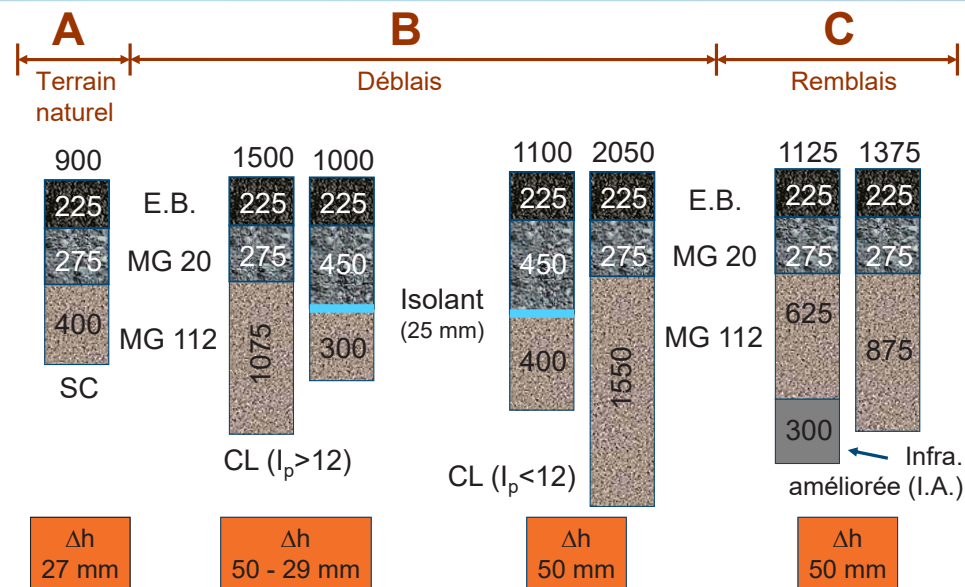 A
B
C
Terrain
naturel
Déblais
Remblais
900
1500
1000
1100
2050
1125
1375
225
E.B.
225
225
225
225
E.B.
225
225
275
MG 20
275
450
450
275
MG 20
275
275
Isolant
(25 mm)
400
MG 112
1075
300
400
1550
MG 112
625
875
300
SC
CL (Ip>12)
CL (Ip<12)
Infra.
améliorée (I.A.)
Δh
27 mm
Δh
50 - 29 mm
Δh
50 mm
Δh
50 mm